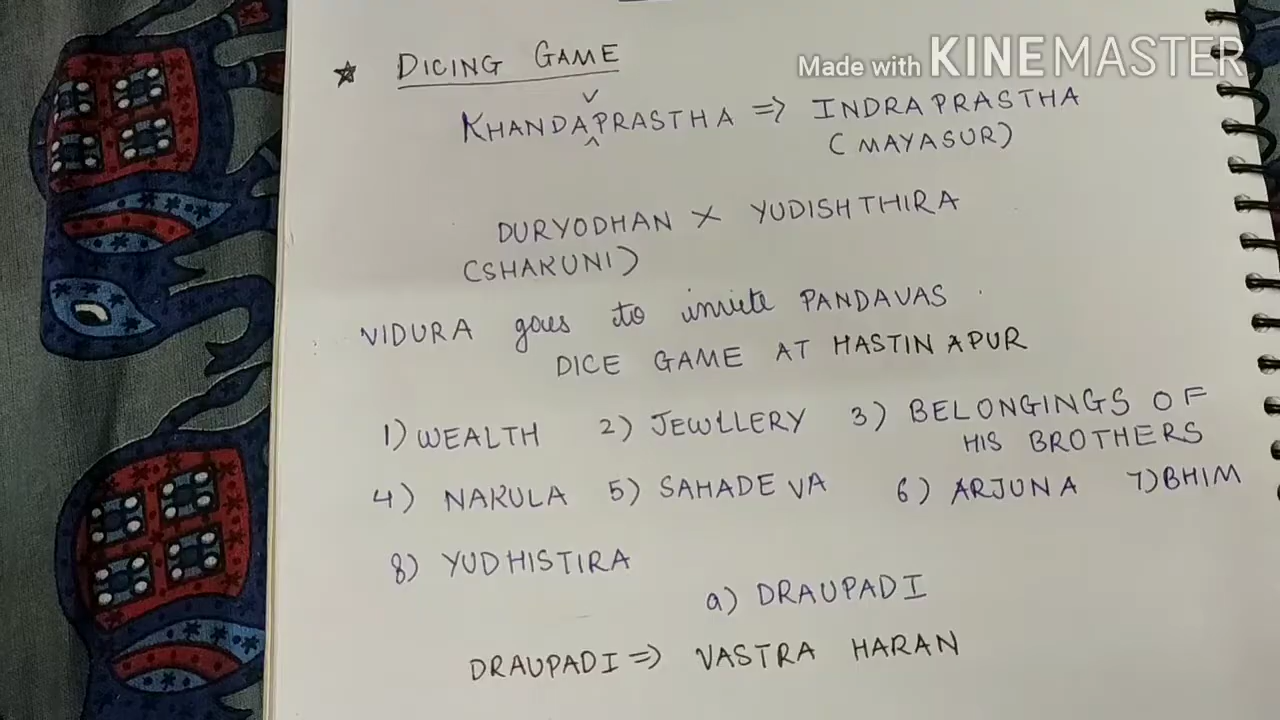 Made with KINEMASTER
☆ DICING GAME
V
KHANDAPRASTHA => INDRAPRASTHA
^
(MAYASUR)
DURYODHAN X YUDISHTHIRA
(SHAKUNI)
VIDURA goes to invite PANDAVAS
DICE GAME AT HASTINAPUR
1) WEALTH 2) JEWLLERY 3) BELONGINGS OF
HIS BROTHERS
4) NAKULA 5) SAHADEVA 6) ARJUNA 7) BHIM
8) YUDHISTIRA
a) DRAUPADI
DRAUPADI => VASTRA HARAN